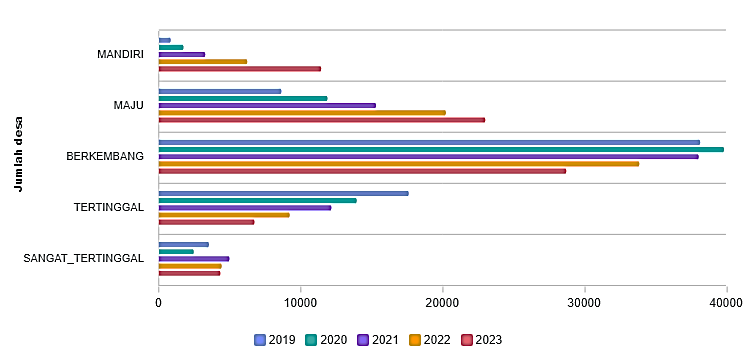 Jumlah desa
MANDIRI
MAJU
BERKEMBANG
TERTINGGAL
SANGAT_TERTINGGAL
0 10000 20000 30000 40000
2019 2020 2021 2022 2023